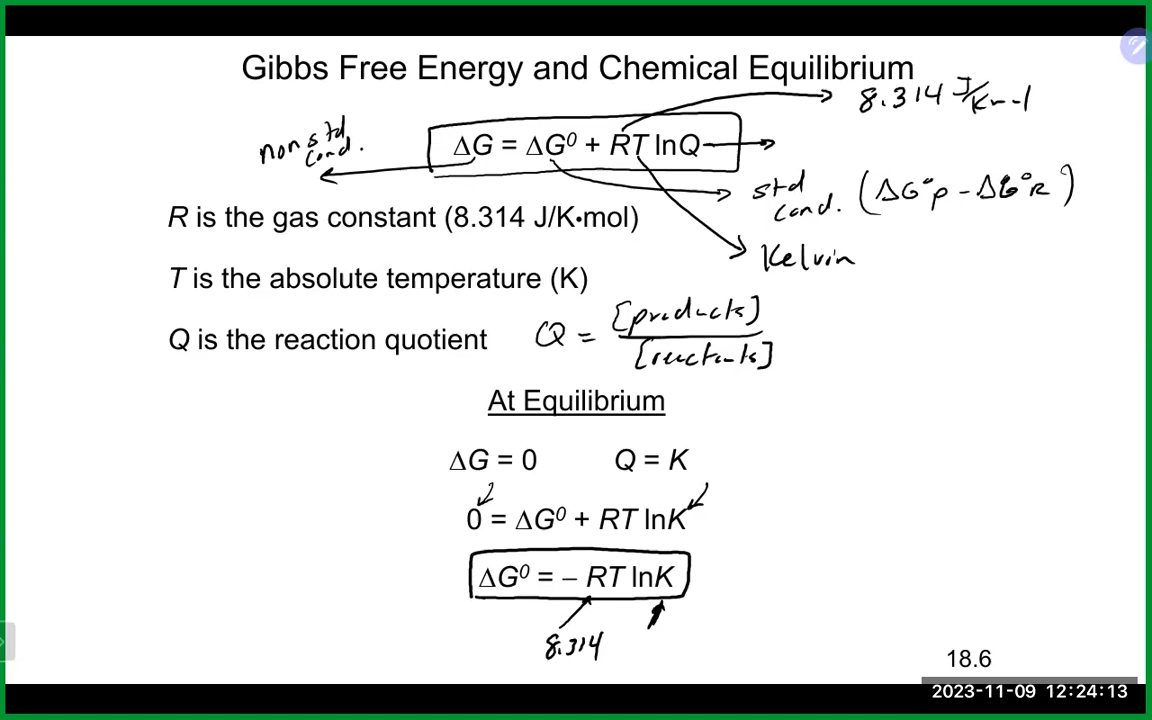 Gibbs Free Energy and Chemical Equilibrium
8.314 J/K mol
non std
cond.
ΔG = ΔG⁰ + RT lnQ
std
cond. (ΔG°P - ΔG°R)
R is the gas constant (8.314 J/K•mol)
Kelvin
T is the absolute temperature (K)
Q is the reaction quotient
Q = [products]
[reactants]
At Equilibrium
ΔG = 0 Q = K
0 = ΔG⁰ + RT lnK
ΔG⁰ = – RT lnK
8.314
18.6
2023-11-09 12:24:13